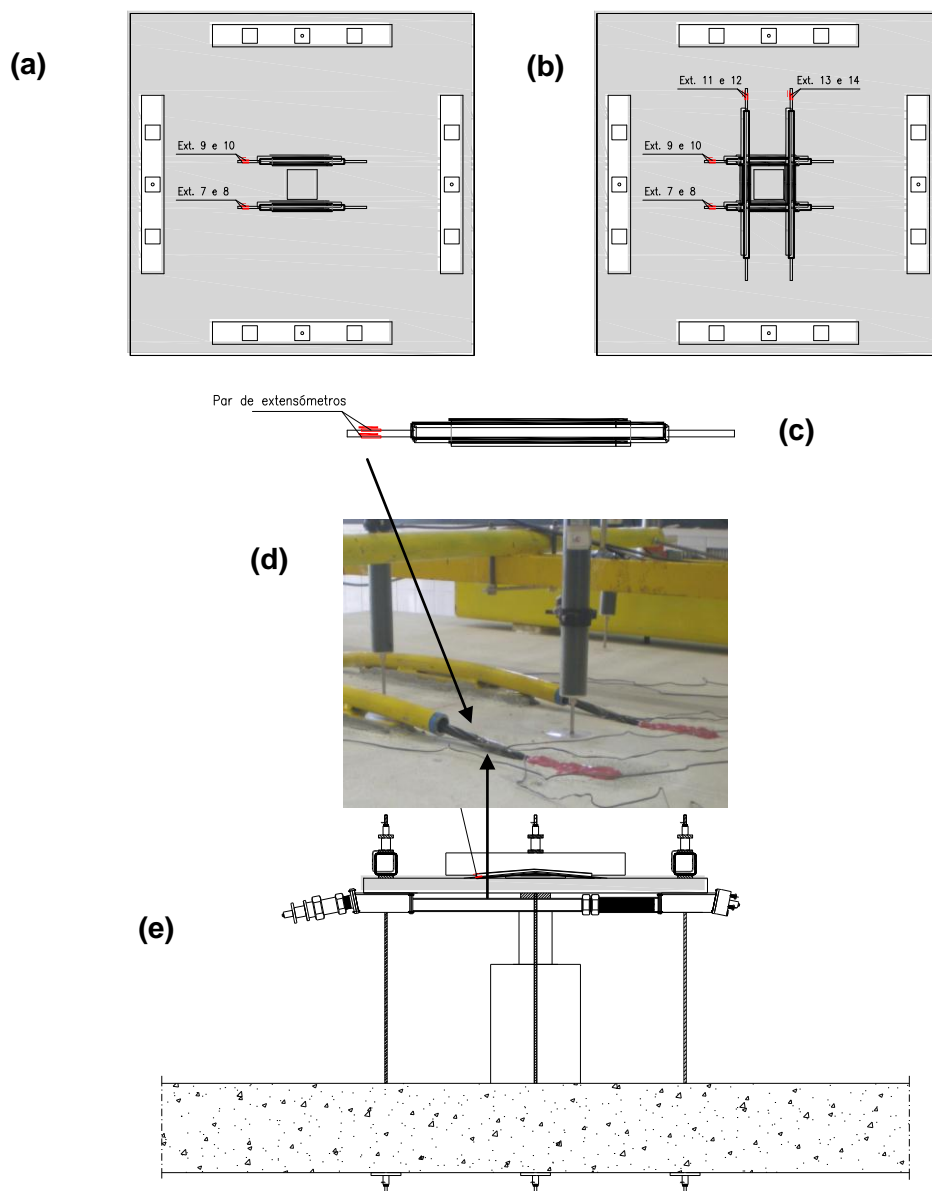 (a)
(b)
Ext. 11 e 12
Ext. 13 e 14
Ext. 9 e 10
Ext. 7 e 8
Ext. 9 e 10
Ext. 7 e 8
Par de extensómetros
(c)
(d)
(e)